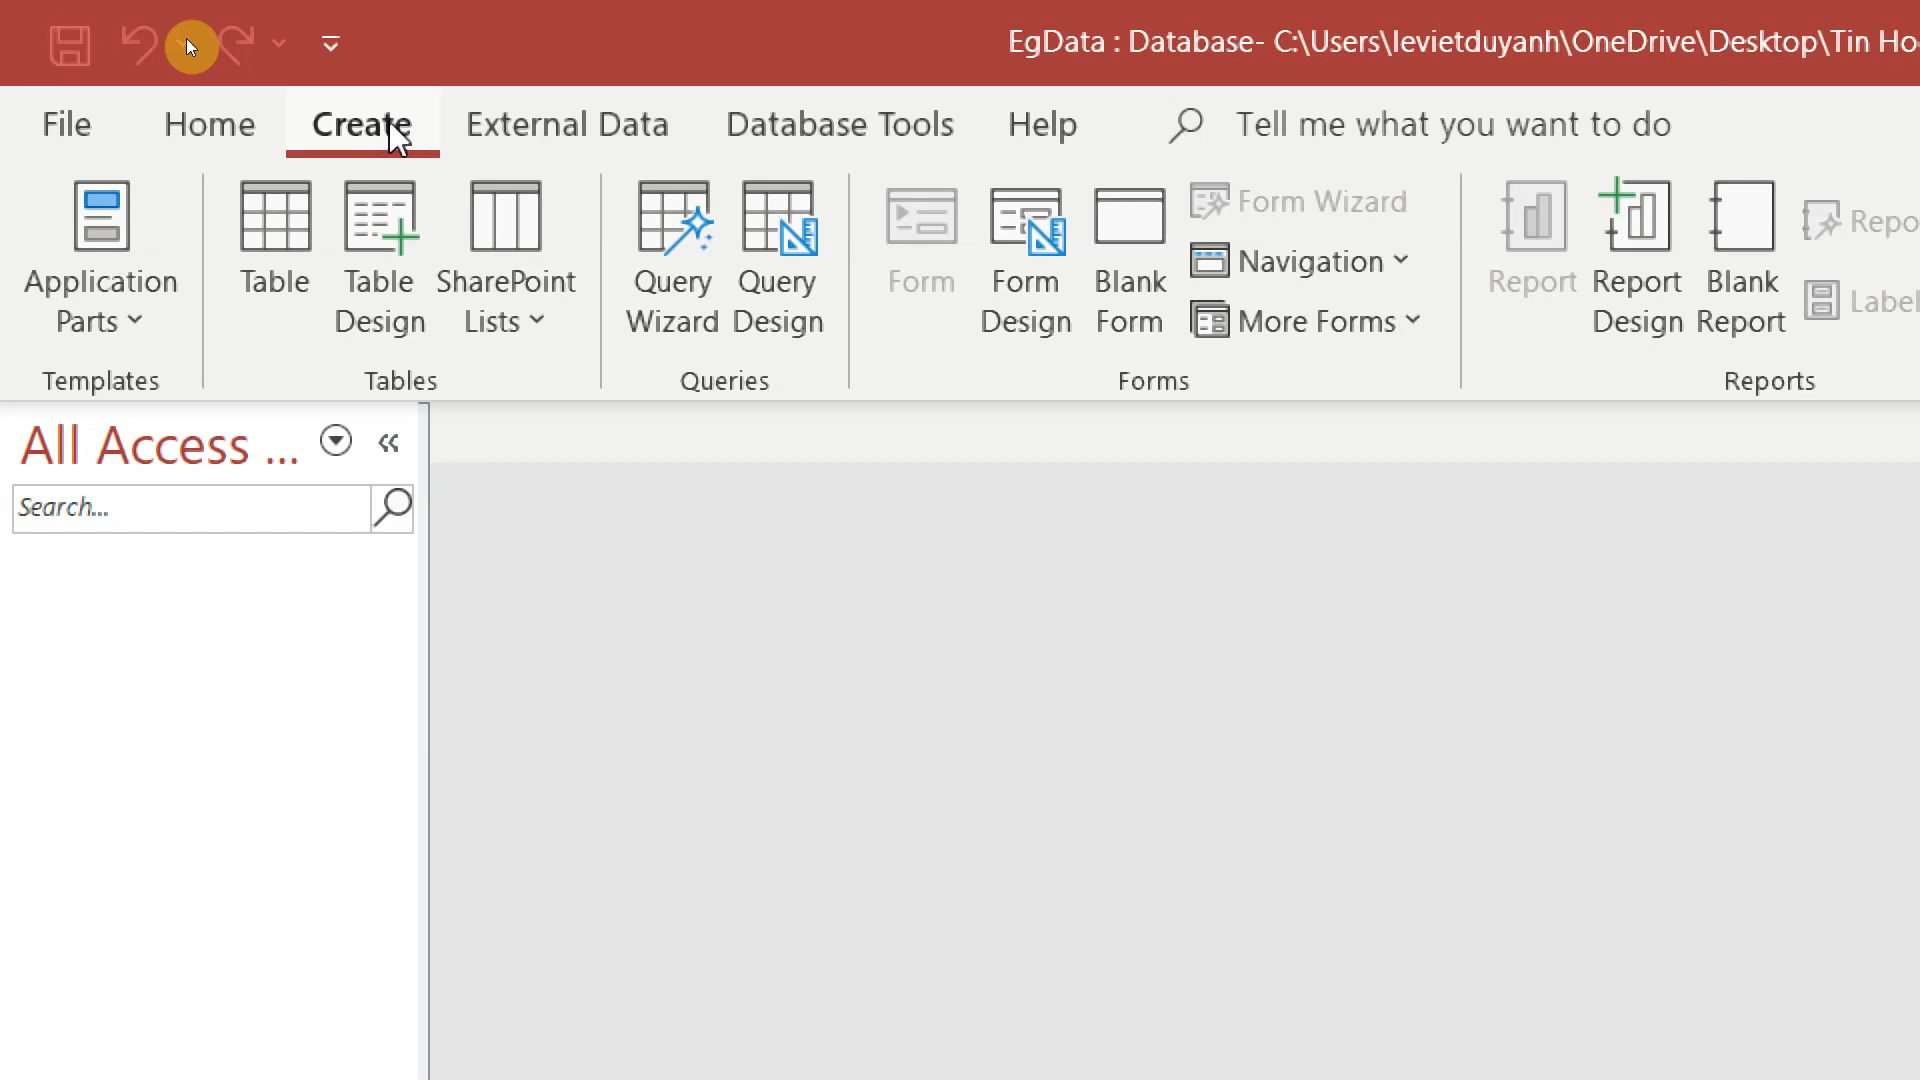 EgData : Database- C:\Users\levietduyanh\OneDrive\Desktop\Tin Ho
File Home Create External Data Database Tools Help Tell me what you want to do
Application Parts
Table
Table Design
SharePoint Lists
Query Wizard
Query Design
Form
Form Design
Blank Form
Form Wizard
Navigation
More Forms
Report
Report Design
Blank Report
Repo
Label
Templates Tables Queries Forms Reports
All Access ...
Search...